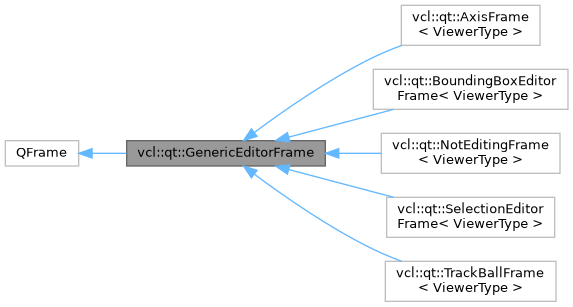 vcl::qt::AxisFrame
< ViewerType >
vcl::qt::BoundingBoxEditor
Frame< ViewerType >
QFrame
vcl::qt::GenericEditorFrame
vcl::qt::NotEditingFrame
< ViewerType >
vcl::qt::SelectionEditor
Frame< ViewerType >
vcl::qt::TrackBallFrame
< ViewerType >